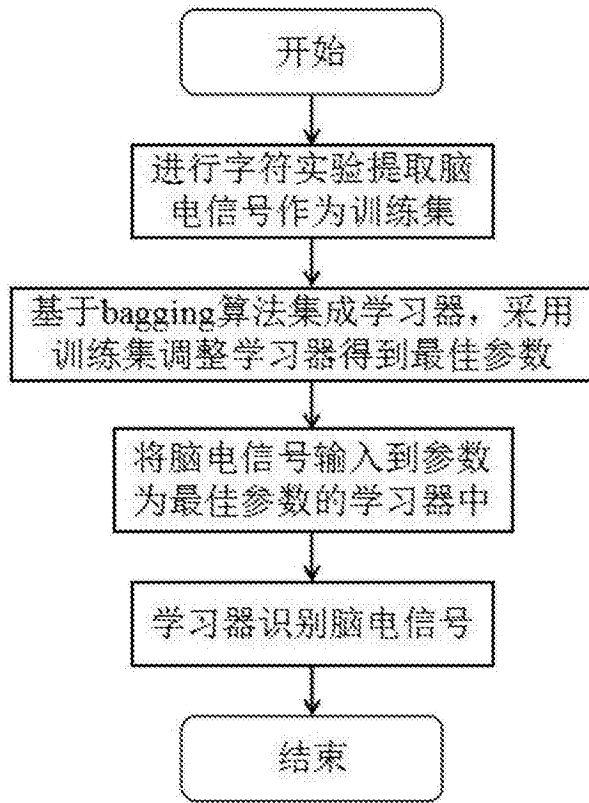 开始
进行字符实验提取脑
电信号作为训练集
基于bagging算法集成学习器，采用
训练集调整学习器得到最佳参数
将脑电信号输入到参数
为最佳参数的学习器中
学习器识别脑电信号
结束